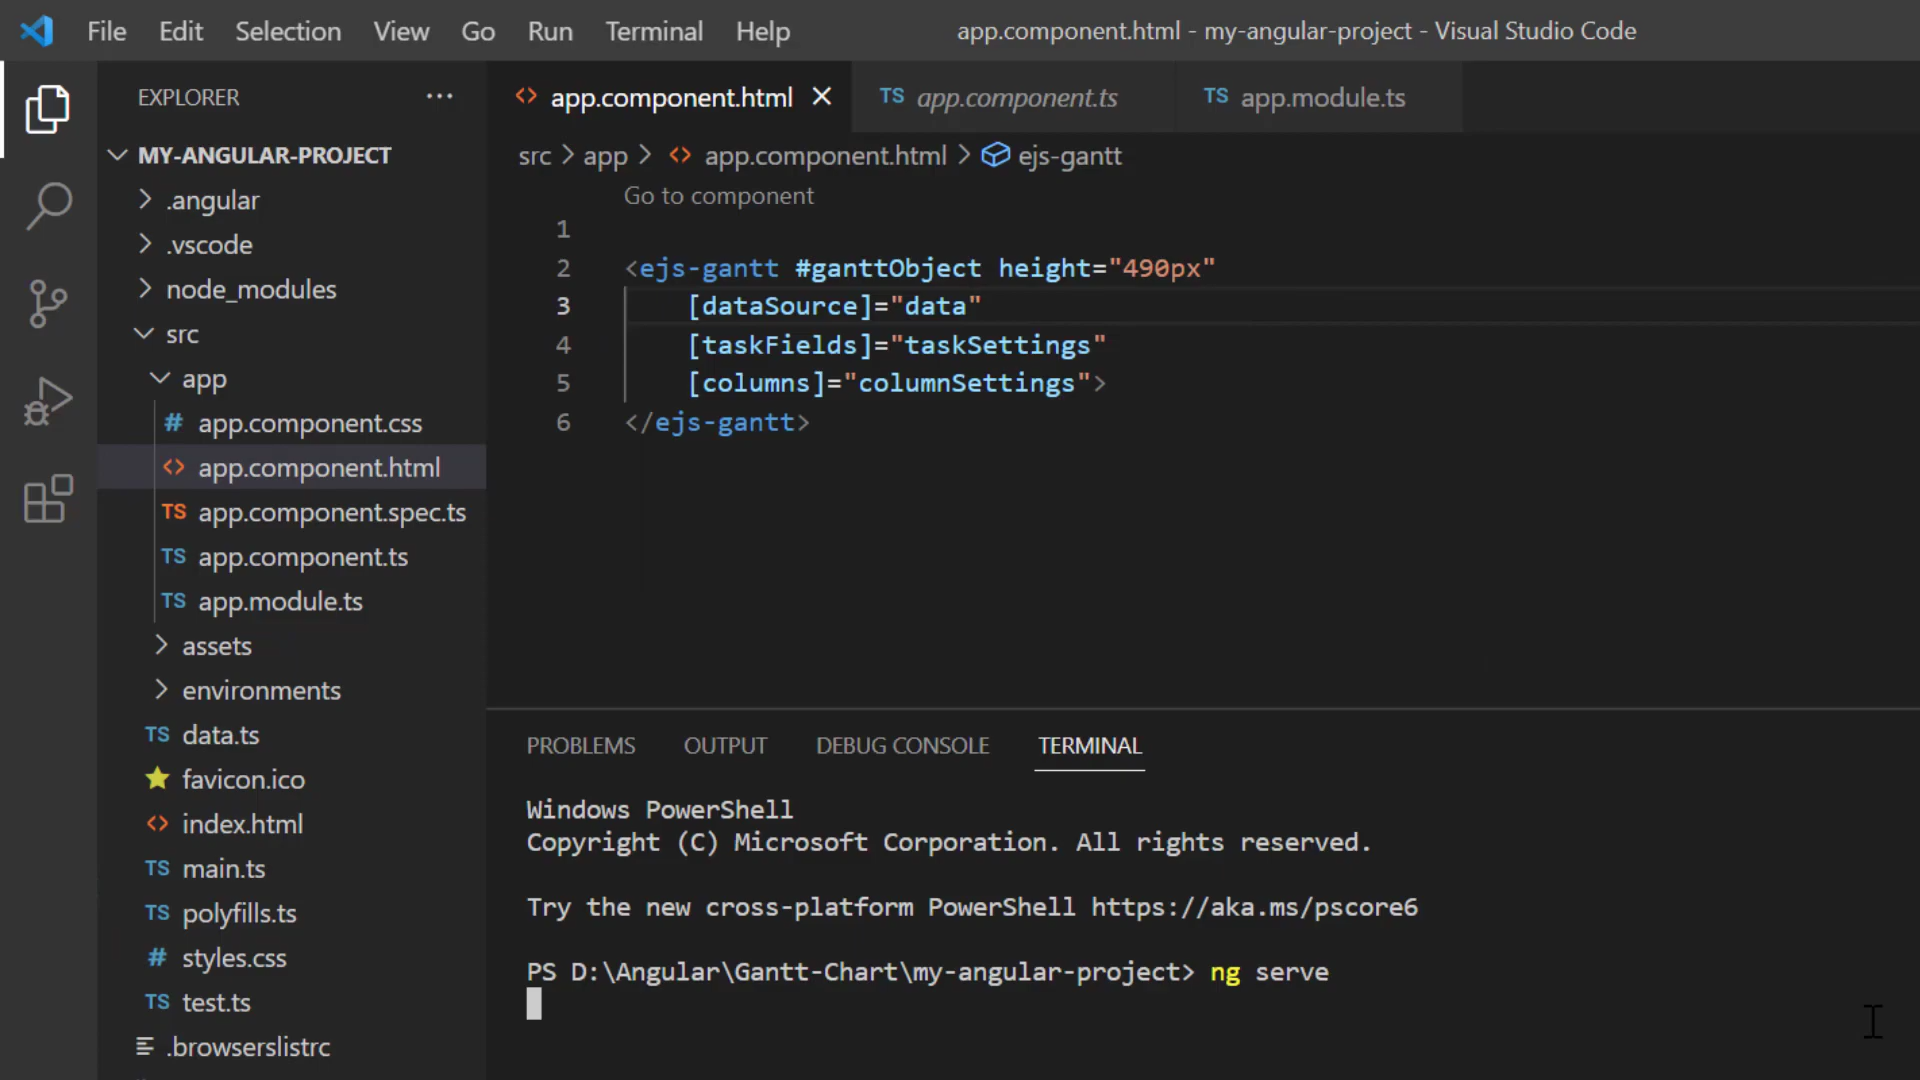 File Edit Selection View Go Run Terminal Help app.component.html - my-angular-project - Visual Studio Code
EXPLORER ···
MY-ANGULAR-PROJECT
.angular
.vscode
node_modules
src
app
# app.component.css
<> app.component.html
TS app.component.spec.ts
TS app.component.ts
TS app.module.ts
assets
environments
TS data.ts
favicon.ico
<> index.html
TS main.ts
TS polyfills.ts
# styles.css
TS test.ts
.browserslistrc
<> app.component.html TS app.component.ts TS app.module.ts
src > app > <> app.component.html > ejs-gantt
Go to component
1
2 <ejs-gantt #ganttObject height="490px"
3 [dataSource]="data"
4 [taskFields]="taskSettings"
5 [columns]="columnSettings">
6 </ejs-gantt>
PROBLEMS OUTPUT DEBUG CONSOLE TERMINAL
Windows PowerShell
Copyright (C) Microsoft Corporation. All rights reserved.
Try the new cross-platform PowerShell https://aka.ms/pscore6
PS D:\Angular\Gantt-Chart\my-angular-project> ng serve